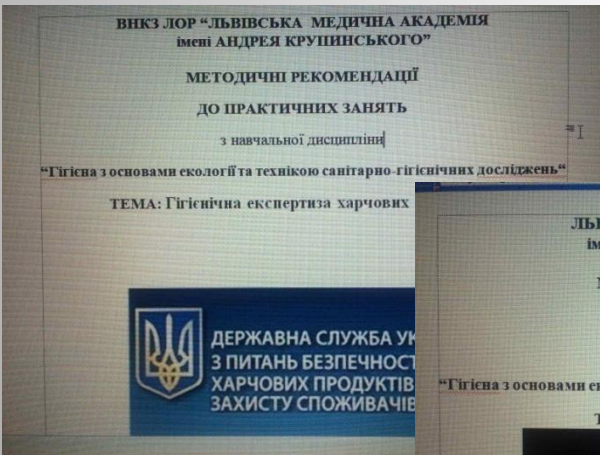 ВНКЗ ЛОР “ЛЬВІВСЬКА МЕДИЧНА АКАДЕМІЯ
імені АНДРЕЯ КРУПИНСЬКОГО”
МЕТОДИЧНІ РЕКОМЕНДАЦІЇ
ДО ПРАКТИЧНИХ ЗАНЯТЬ
з навчальної дисципліни
“Гігієна з основами екології та технікою санітарно-гігієнічних досліджень“
ТЕМА: Гігієнічна експертиза харчових
ДЕРЖАВНА СЛУЖБА УК
З ПИТАНЬ БЕЗПЕЧНОСТ
ХАРЧОВИХ ПРОДУКТІВ
ЗАХИСТУ СПОЖИВАЧІВ
ЛЬВ
ім
“Гігієна з основами ек
Т